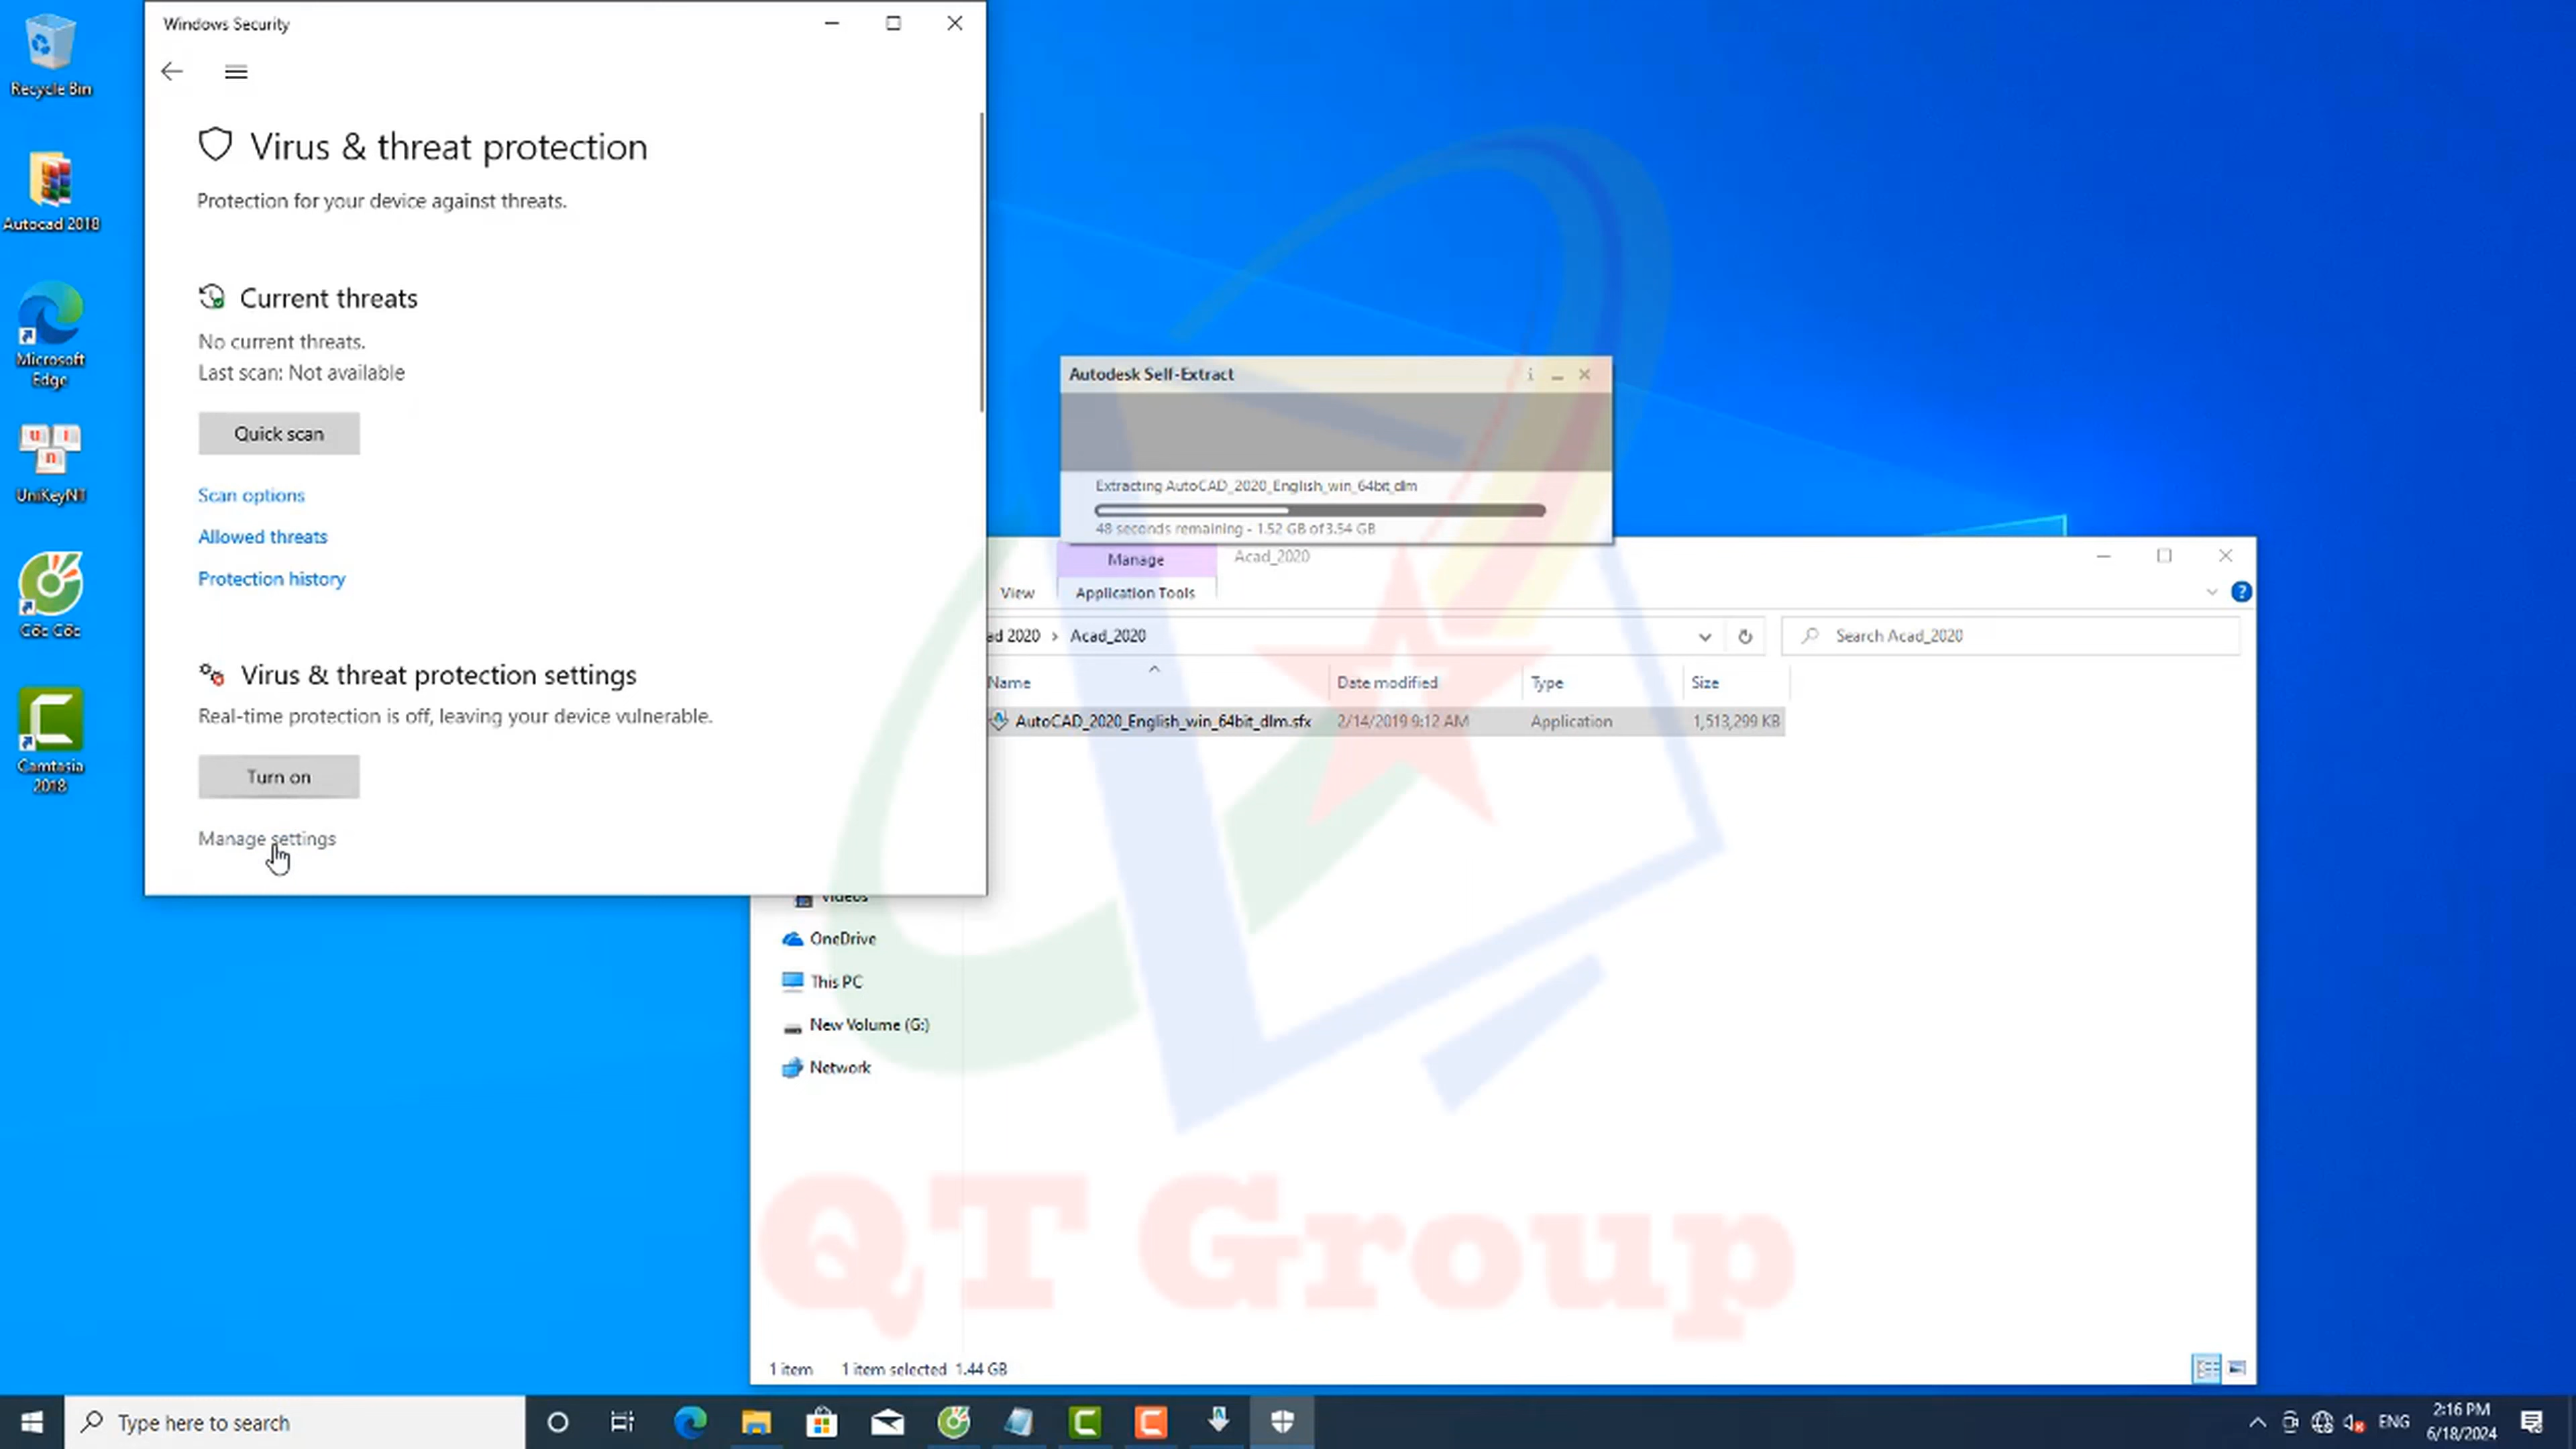 Recycle Bin
Autocad 2018
Microsoft
Edge
UniKeyNT
Cốc Cốc
Camtasia
2018
Windows Security
Virus & threat protection
Protection for your device against threats.
Current threats
No current threats.
Last scan: Not available
Quick scan
Scan options
Allowed threats
Protection history
Virus & threat protection settings
Real-time protection is off, leaving your device vulnerable.
Turn on
Manage settings
Autodesk Self-Extract
Extracting AutoCAD_2020_English_win_64bit_dlm
48 seconds remaining - 1.52 GB of 3.54 GB
Manage
Acad_2020
View
Application Tools
ad 2020 > Acad_2020
Search Acad_2020
Name
Date modified
Type
Size
AutoCAD_2020_English_win_64bit_dlm.sfx
2/14/2019 9:12 AM
Application
1,513,299 KB
Videos
OneDrive
This PC
New Volume (G:)
Network
QT Group
1 item
1 item selected 1.44 GB
Type here to search
ENG
2:16 PM
6/18/2024